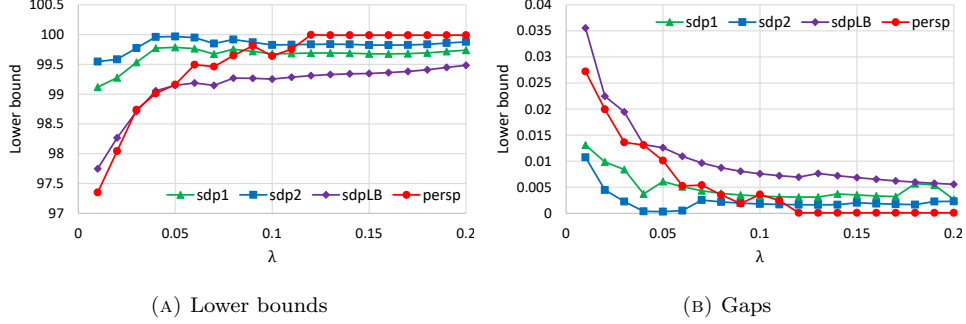 100.5
100
99.5
99
98.5
98
97.5
97
Lower bound
sdp1 sdp2 sdpLB persp
0 0.05 0.1 0.15 0.2
λ
(A) Lower bounds
0.04
0.035
0.03
0.025
0.02
0.015
0.01
0.005
0
Lower bound
sdp1 sdp2 sdpLB persp
0 0.05 0.1 0.15 0.2
λ
(B) Gaps